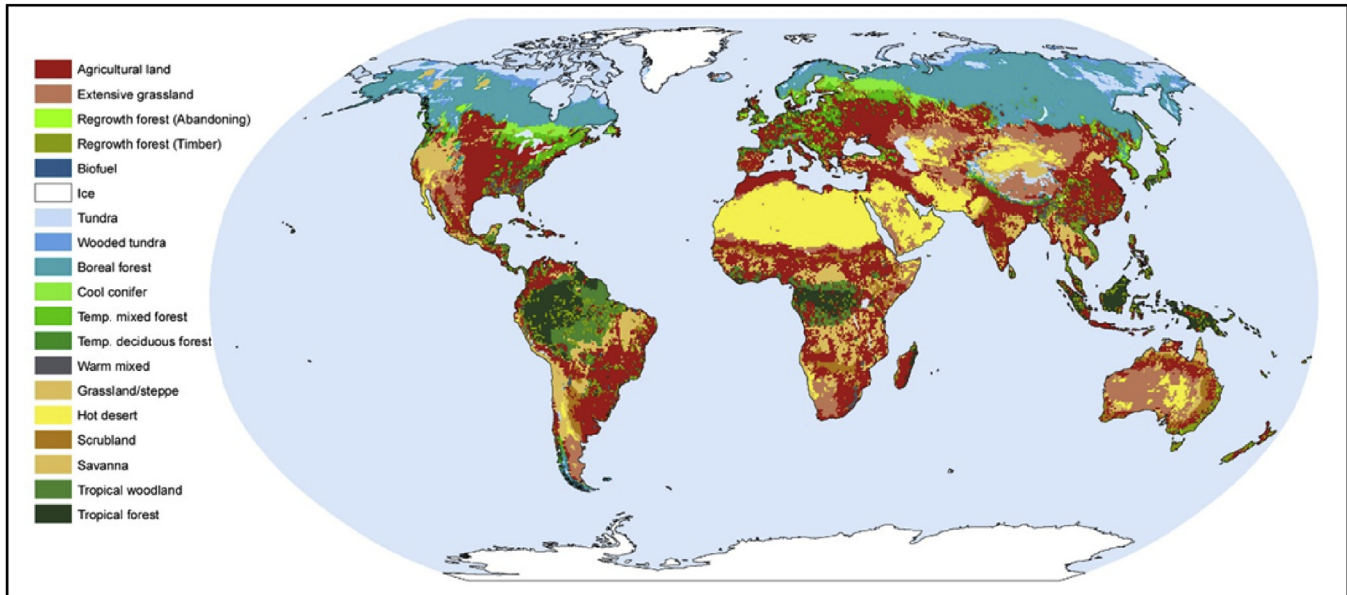 Agricultural land
Extensive grassland
Regrowth forest (Abandoning)
Regrowth forest (Timber)
Biofuel
Ice
Tundra
Wooded tundra
Boreal forest
Cool conifer
Temp. mixed forest
Temp. deciduous forest
Warm mixed
Grassland/steppe
Hot desert
Scrubland
Savanna
Tropical woodland
Tropical forest